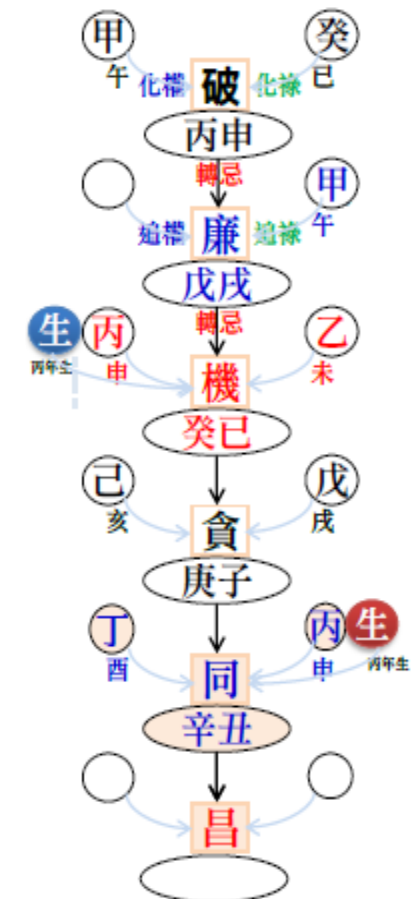 甲 癸
午 化權 破 化祿 巳
丙申
轉忌
甲
追權 廉 追祿 午
戊戌
轉忌
生 丙 乙
丙年生 申 機 未
癸巳
己 戊
亥 貪 戌
庚子
丁 丙 生
酉 同 申 丙年生
辛丑
昌